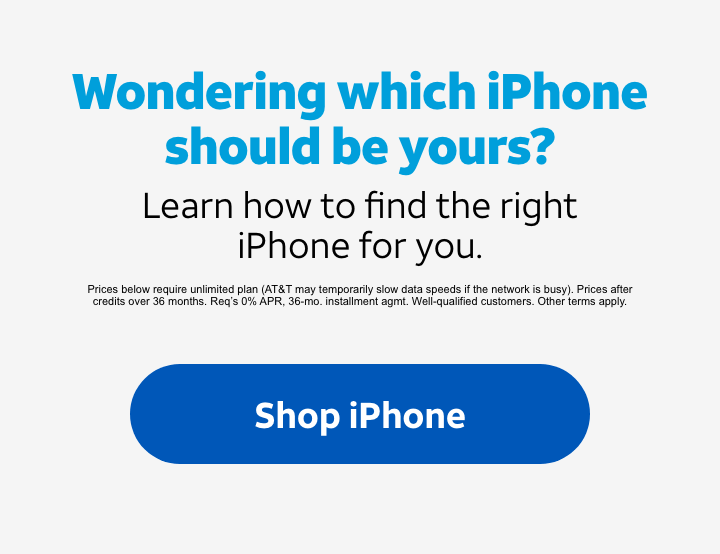 Wondering which iPhone
should be yours?
Learn how to find the right
iPhone for you.
Prices below require unlimited plan (AT&T may temporarily slow data speeds if the network is busy). Prices after
credits over 36 months. Req's 0% APR, 36-mo. installment agmt. Well-qualified customers. Other terms apply.
Shop iPhone